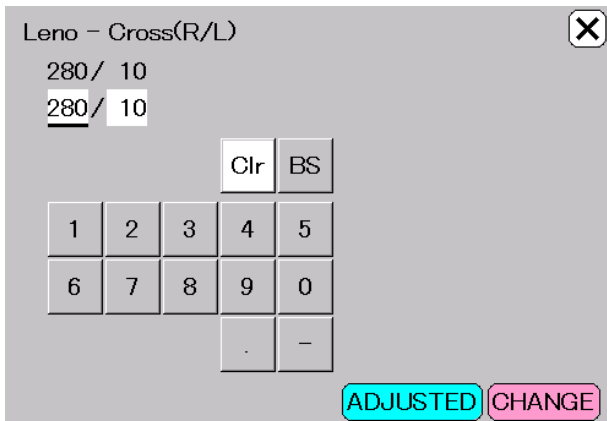 Leno - Cross(R/L)
280/ 10
280/ 10
Clr BS
1 2 3 4 5
6 7 8 9 0
. -
ADJUSTED CHANGE